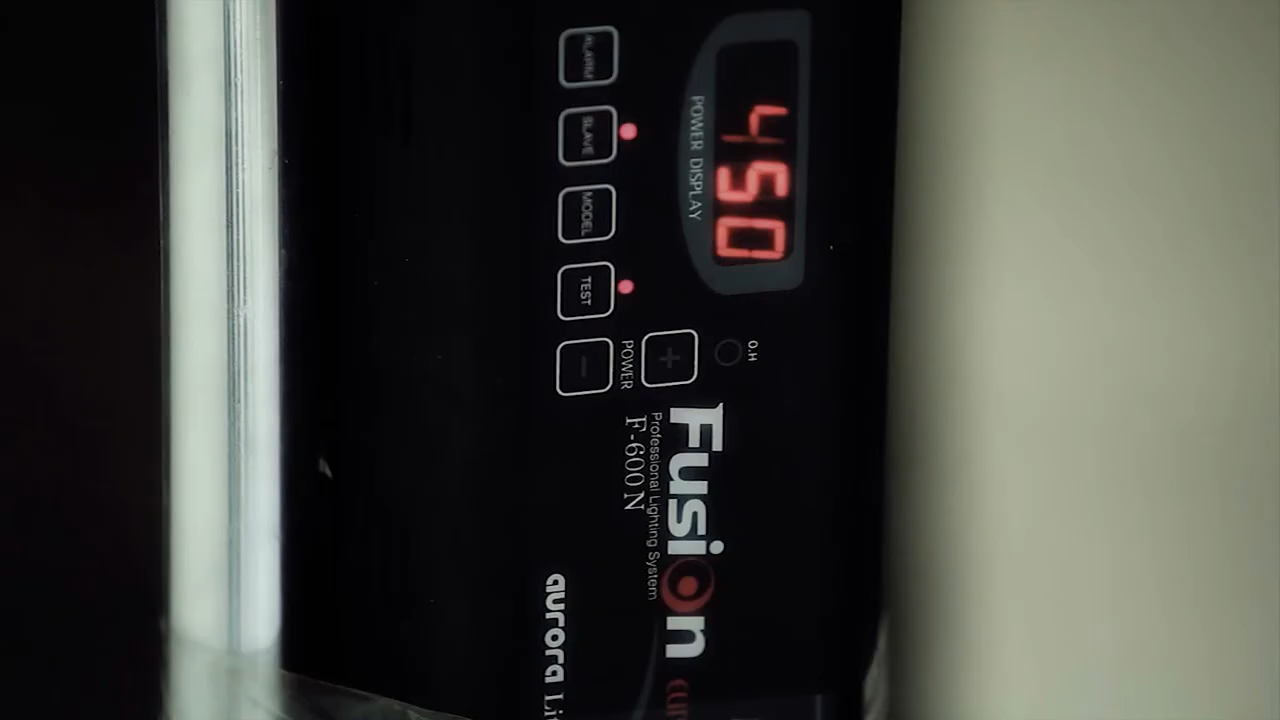 450
POWER DISPLAY
ALARM
SLAVE
MODEL
TEST
O.H
+
POWER
-
Fusion
Professional Lighting System
F-600N
aurora